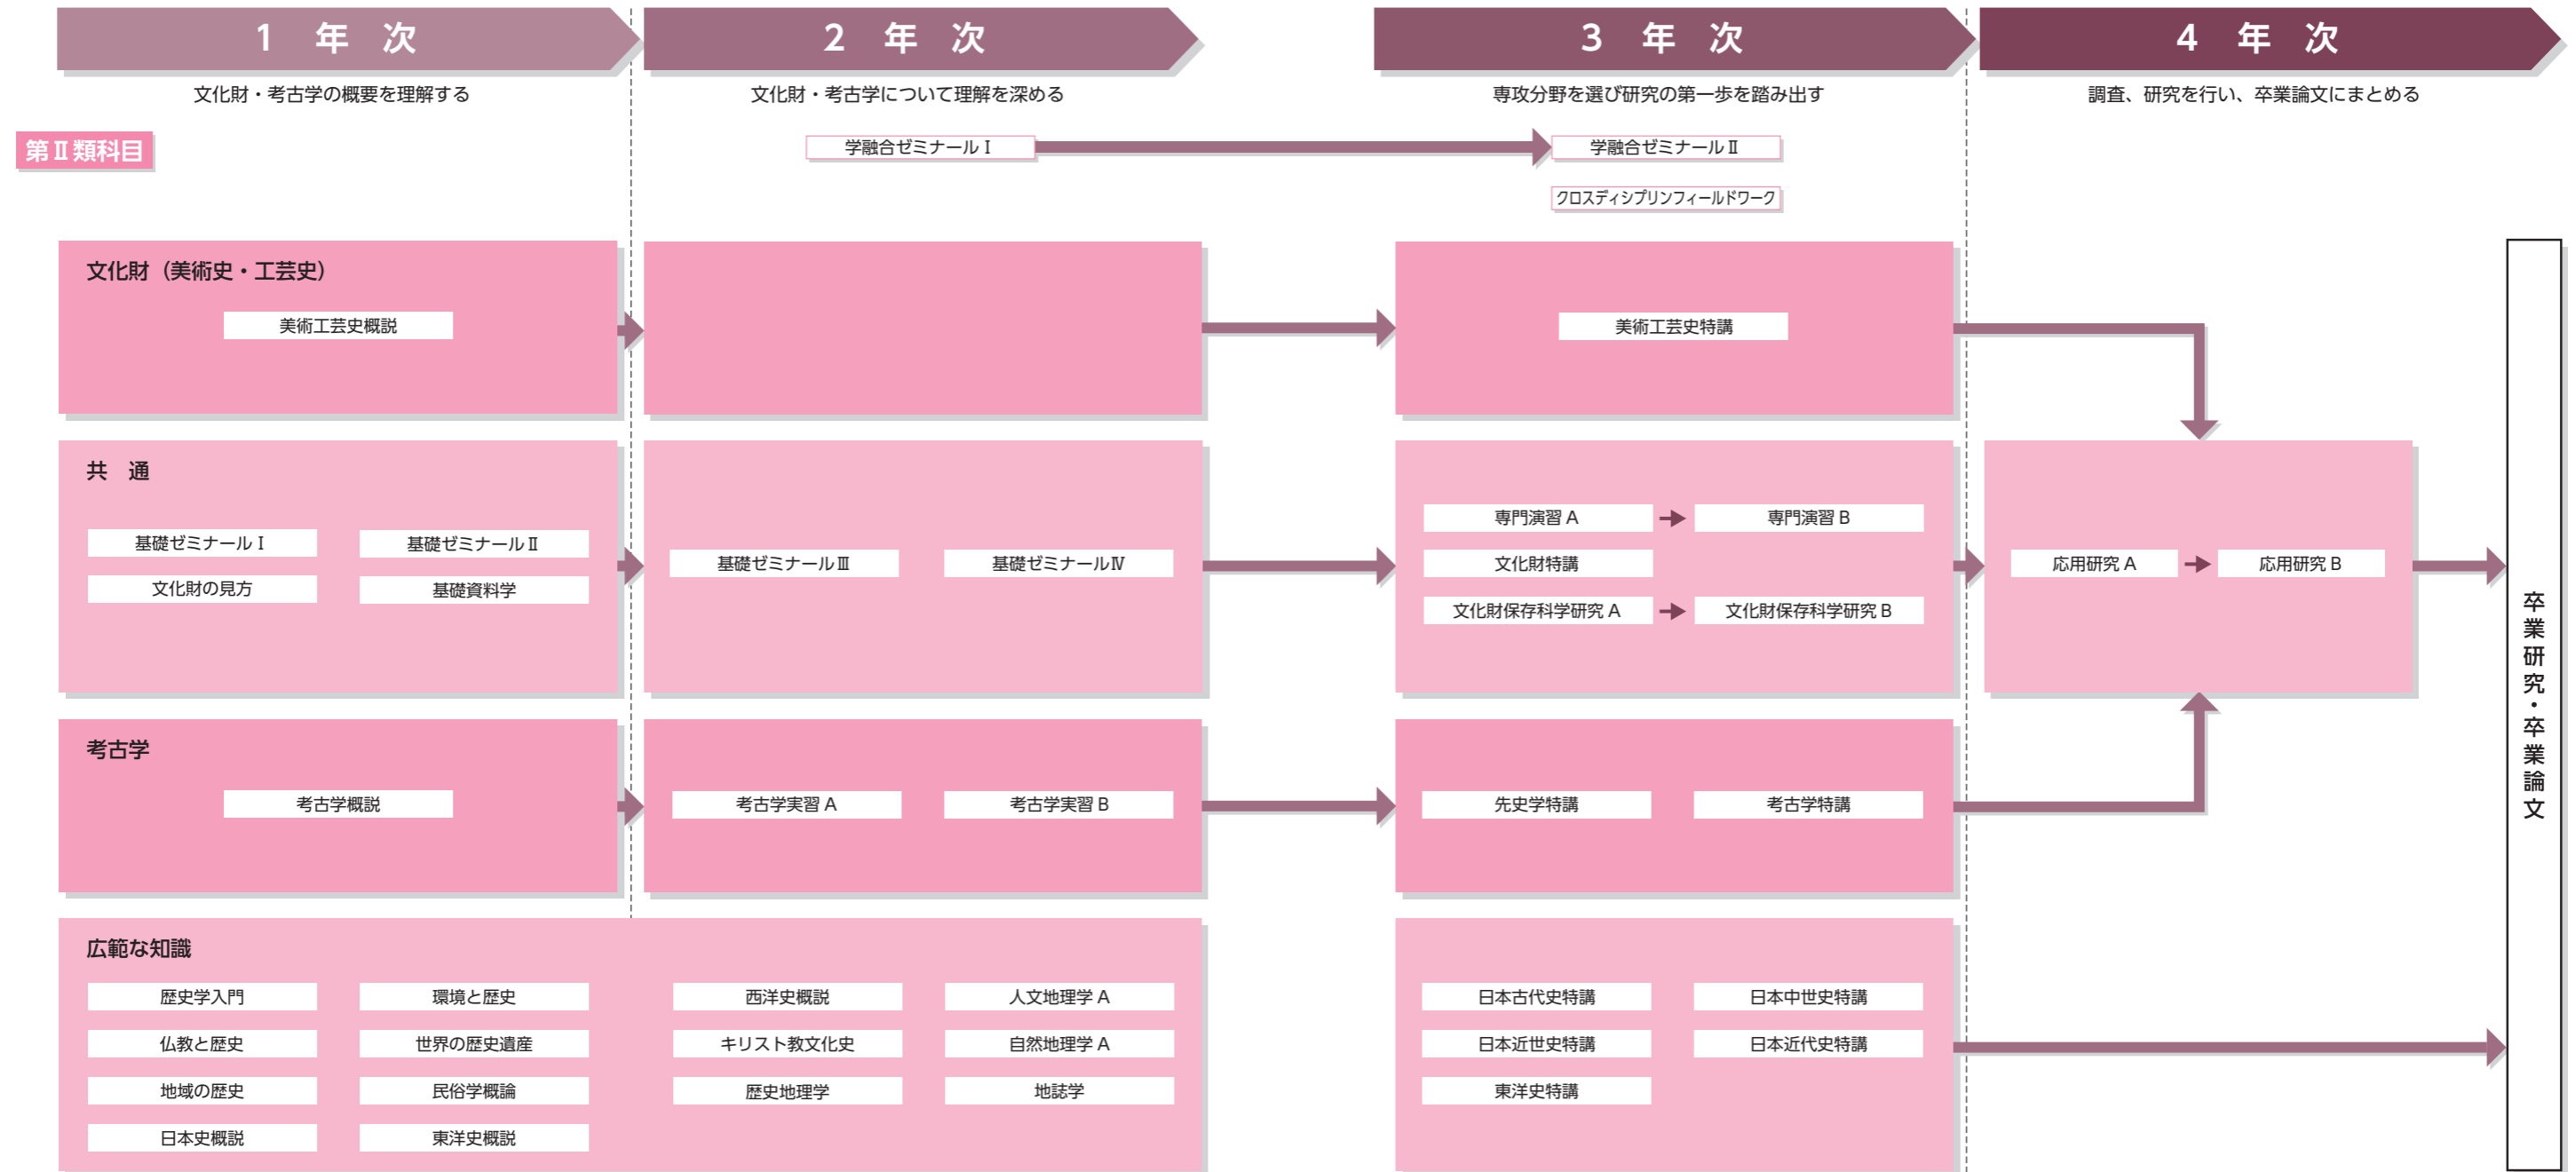 1 年 次
2 年 次
3 年 次
4 年 次
文化財・考古学の概要を理解する
文化財・考古学について理解を深める
専攻分野を選び研究の第一歩を踏み出す
調査、研究を行い、卒業論文にまとめる
第Ⅱ類科目
学融合ゼミナールⅠ
学融合ゼミナールⅡ
クロスディシプリンフィールドワーク
文化財（美術史・工芸史）
美術工芸史概説
美術工芸史特講
共 通
基礎ゼミナールⅠ
基礎ゼミナールⅡ
文化財の見方
基礎資料学
基礎ゼミナールⅢ
基礎ゼミナールⅣ
専門演習 A
専門演習 B
文化財特講
文化財保存科学研究 A
文化財保存科学研究 B
応用研究 A
応用研究 B
考古学
考古学概説
考古学実習 A
考古学実習 B
先史学特講
考古学特講
広範な知識
歴史学入門
環境と歴史
西洋史概説
人文地理学 A
仏教と歴史
世界の歴史遺産
キリスト教文化史
自然地理学 A
地域の歴史
民俗学概論
歴史地理学
地誌学
日本史概説
東洋史概説
日本古代史特講
日本中世史特講
日本近世史特講
日本近代史特講
東洋史特講
卒業研究・卒業論文